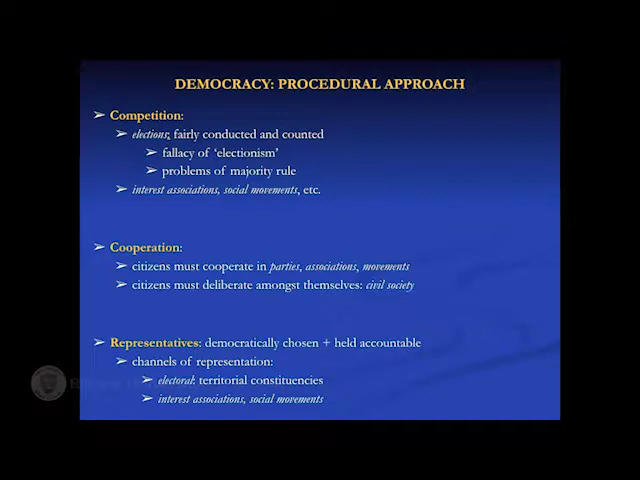 DEMOCRACY: PROCEDURAL APPROACH
➢ Competition:
➢ elections: fairly conducted and counted
➢ fallacy of ‘electionism’
➢ problems of majority rule
➢ interest associations, social movements, etc.
➢ Cooperation:
➢ citizens must cooperate in parties, associations, movements
➢ citizens must deliberate amongst themselves: civil society
➢ Representatives: democratically chosen + held accountable
➢ channels of representation:
➢ electoral: territorial constituencies
➢ interest associations, social movements